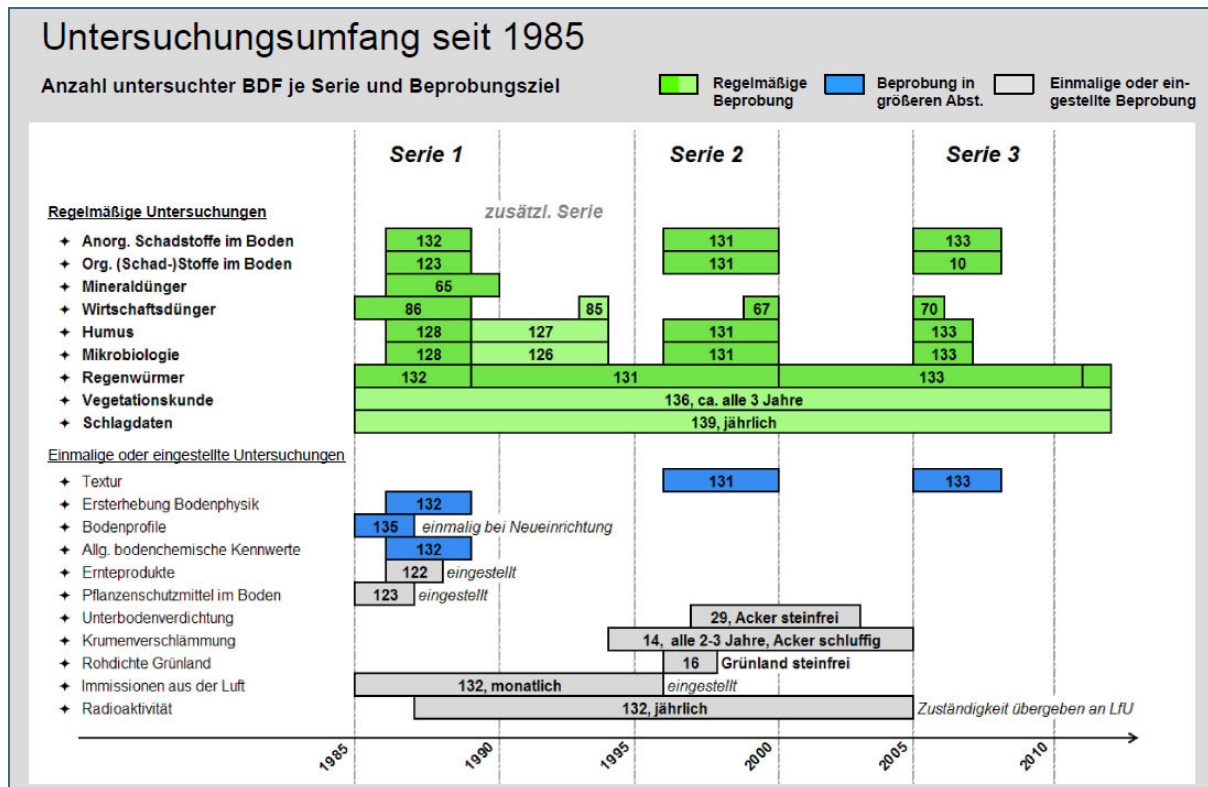 Untersuchungsumfang seit 1985
Anzahl untersuchter BDF je Serie und Beprobungsziel
Regelmäßige
Beprobung
Beprobung in
größeren Abst.
Einmalige oder ein-
gestellte Beprobung
Serie 1
Serie 2
Serie 3
Regelmäßige Untersuchungen
zusätzl. Serie
Anorg. Schadstoffe im Boden 132 131 133
Org. (Schad-)Stoffe im Boden 123 131 10
Mineraldünger 65
Wirtschaftsdünger 86 85 67 70
Humus 128 127 131 133
Mikrobiologie 128 126 131 133
Regenwürmer 132 131 133
Vegetationskunde 136, ca. alle 3 Jahre
Schlagdaten 139, jährlich
Einmalige oder eingestellte Untersuchungen
Textur 131 133
Ersterhebung Bodenphysik 132
Bodenprofile 135 einmalig bei Neueinrichtung
Allg. bodenchemische Kennwerte 132
Ernteprodukte 122 eingestellt
Pflanzenschutzmittel im Boden 123 eingestellt
Unterbodenverdichtung 29, Acker steinfrei
Krumenverschlämmung 14, alle 2-3 Jahre, Acker schluffig
Rohdichte Grünland 16 Grünland steinfrei
Immissionen aus der Luft 132, monatlich eingestellt
Radioaktivität 132, jährlich Zuständigkeit übergeben an LfU
1985 1990 1995 2000 2005 2010